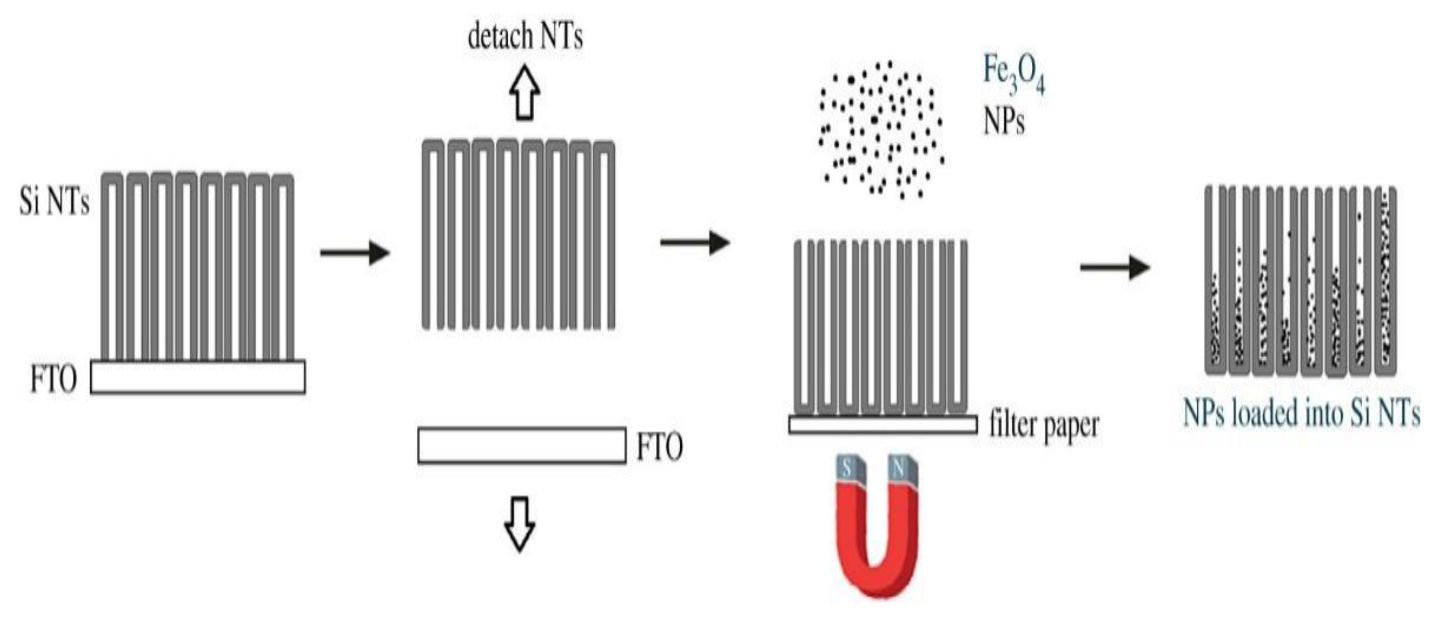 detach NTs
Si NTs
FTO
FTO
Fe₃O₄
NPs
filter paper
S N
NPs loaded into Si NTs